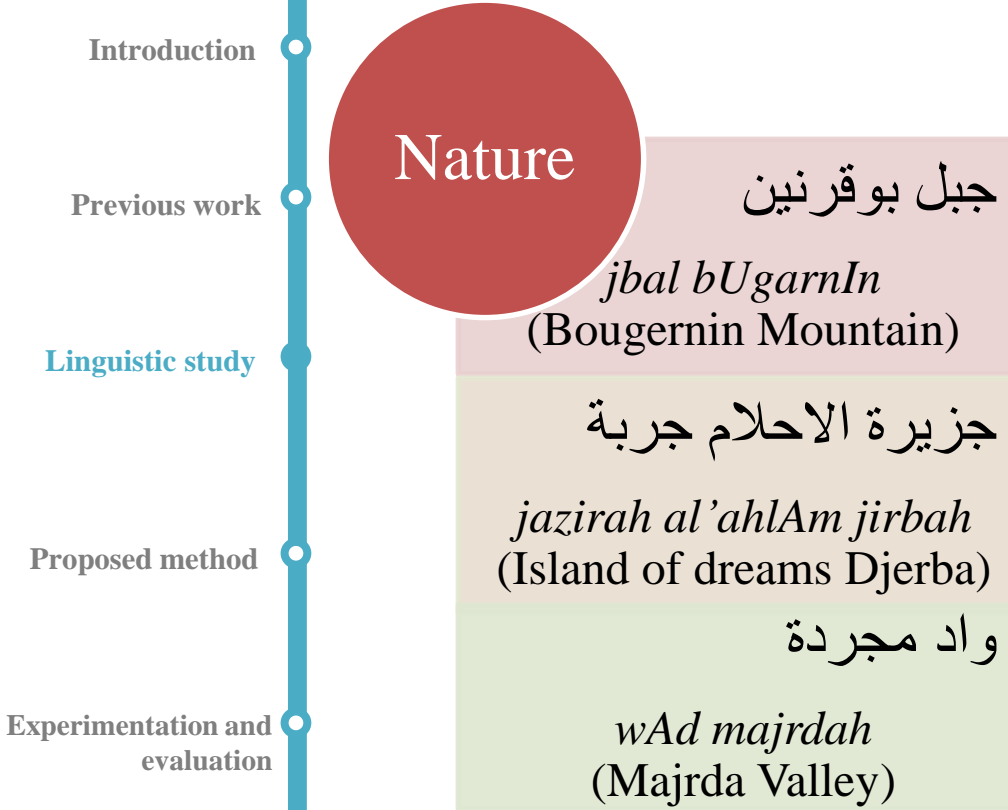 Introduction
Previous work
Linguistic study
Proposed method
Experimentation and
evaluation
Nature
جبل بوقرنين
jbal bUgarnIn
(Bougernin Mountain)
جزيرة الاحلام جربة
jazirah al’ahlAm jirbah
(Island of dreams Djerba)
واد مجردة
wAd majrdah
(Majrda Valley)